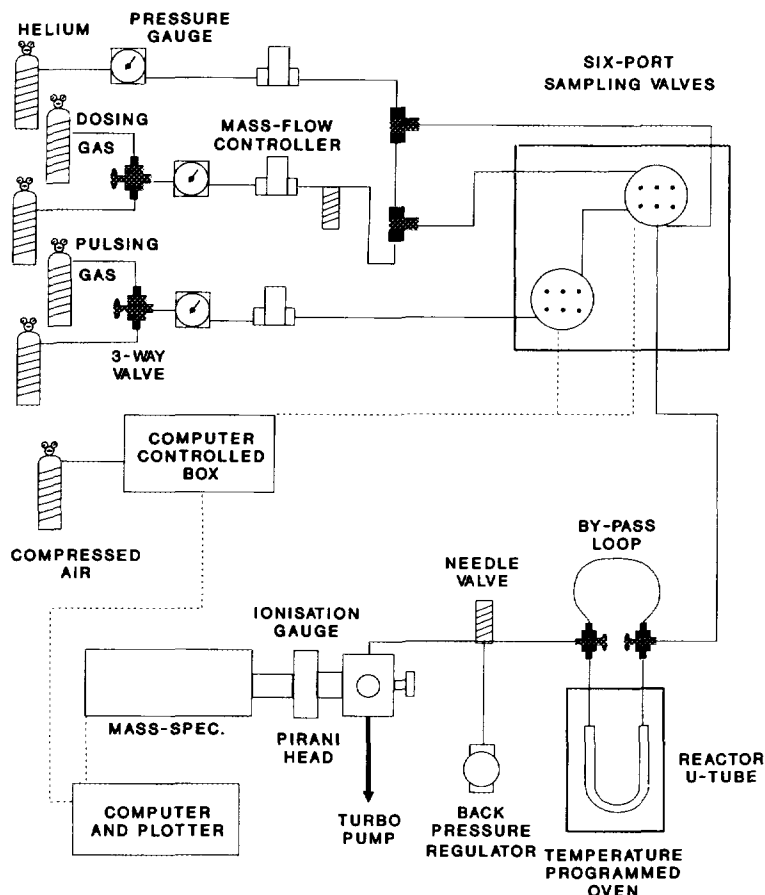 PRESSURE
GAUGE
HELIUM
SIX-PORT
SAMPLING VALVES
DOSING
GAS
MASS-FLOW
CONTROLLER
PULSING
GAS
3-WAY
VALVE
COMPUTER
CONTROLLED
BOX
COMPRESSED
AIR
BY-PASS
LOOP
NEEDLE
VALVE
IONISATION
GAUGE
MASS-SPEC.
PIRANI
HEAD
REACTOR
U-TUBE
COMPUTER
AND PLOTTER
TURBO
PUMP
BACK
PRESSURE
REGULATOR
TEMPERATURE
PROGRAMMED
OVEN